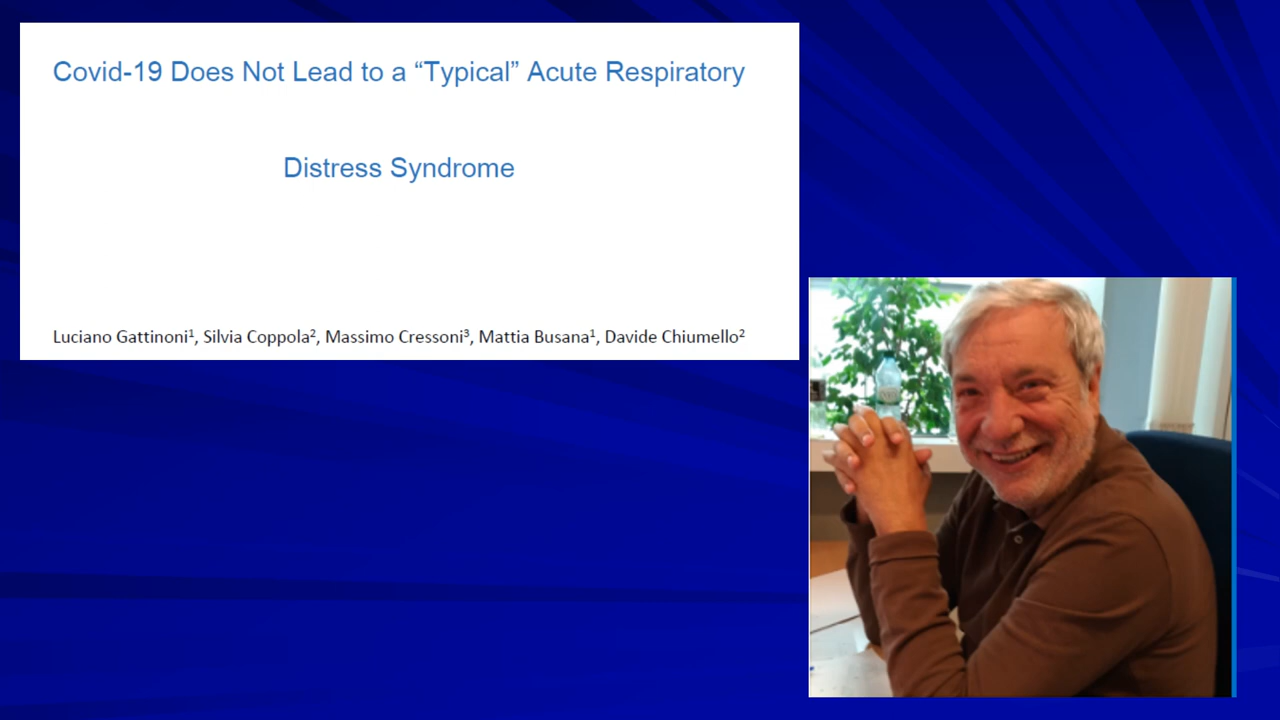 Covid-19 Does Not Lead to a “Typical” Acute Respiratory
Distress Syndrome
Luciano Gattinoni¹, Silvia Coppola², Massimo Cressoni³, Mattia Busana¹, Davide Chiumello²